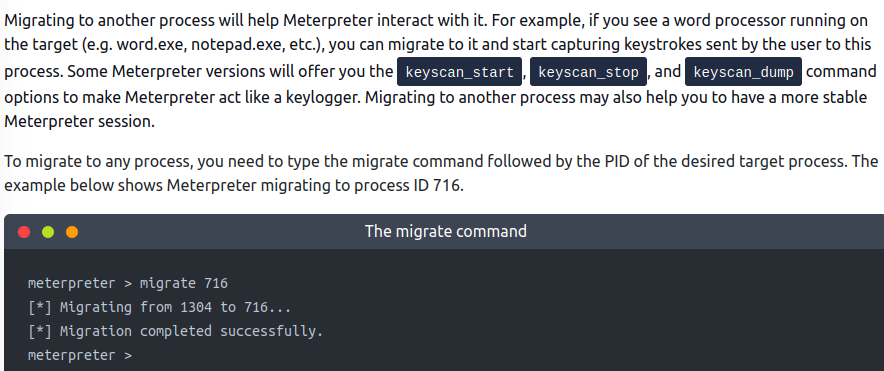 Migrating to another process will help Meterpreter interact with it. For example, if you see a word processor running on
the target (e.g. word.exe, notepad.exe, etc.), you can migrate to it and start capturing keystrokes sent by the user to this
process. Some Meterpreter versions will offer you the keyscan_start, keyscan_stop, and keyscan_dump command
options to make Meterpreter act like a keylogger. Migrating to another process may also help you to have a more stable
Meterpreter session.
To migrate to any process, you need to type the migrate command followed by the PID of the desired target process. The
example below shows Meterpreter migrating to process ID 716.
The migrate command
meterpreter > migrate 716
[*] Migrating from 1304 to 716...
[*] Migration completed successfully.
meterpreter >